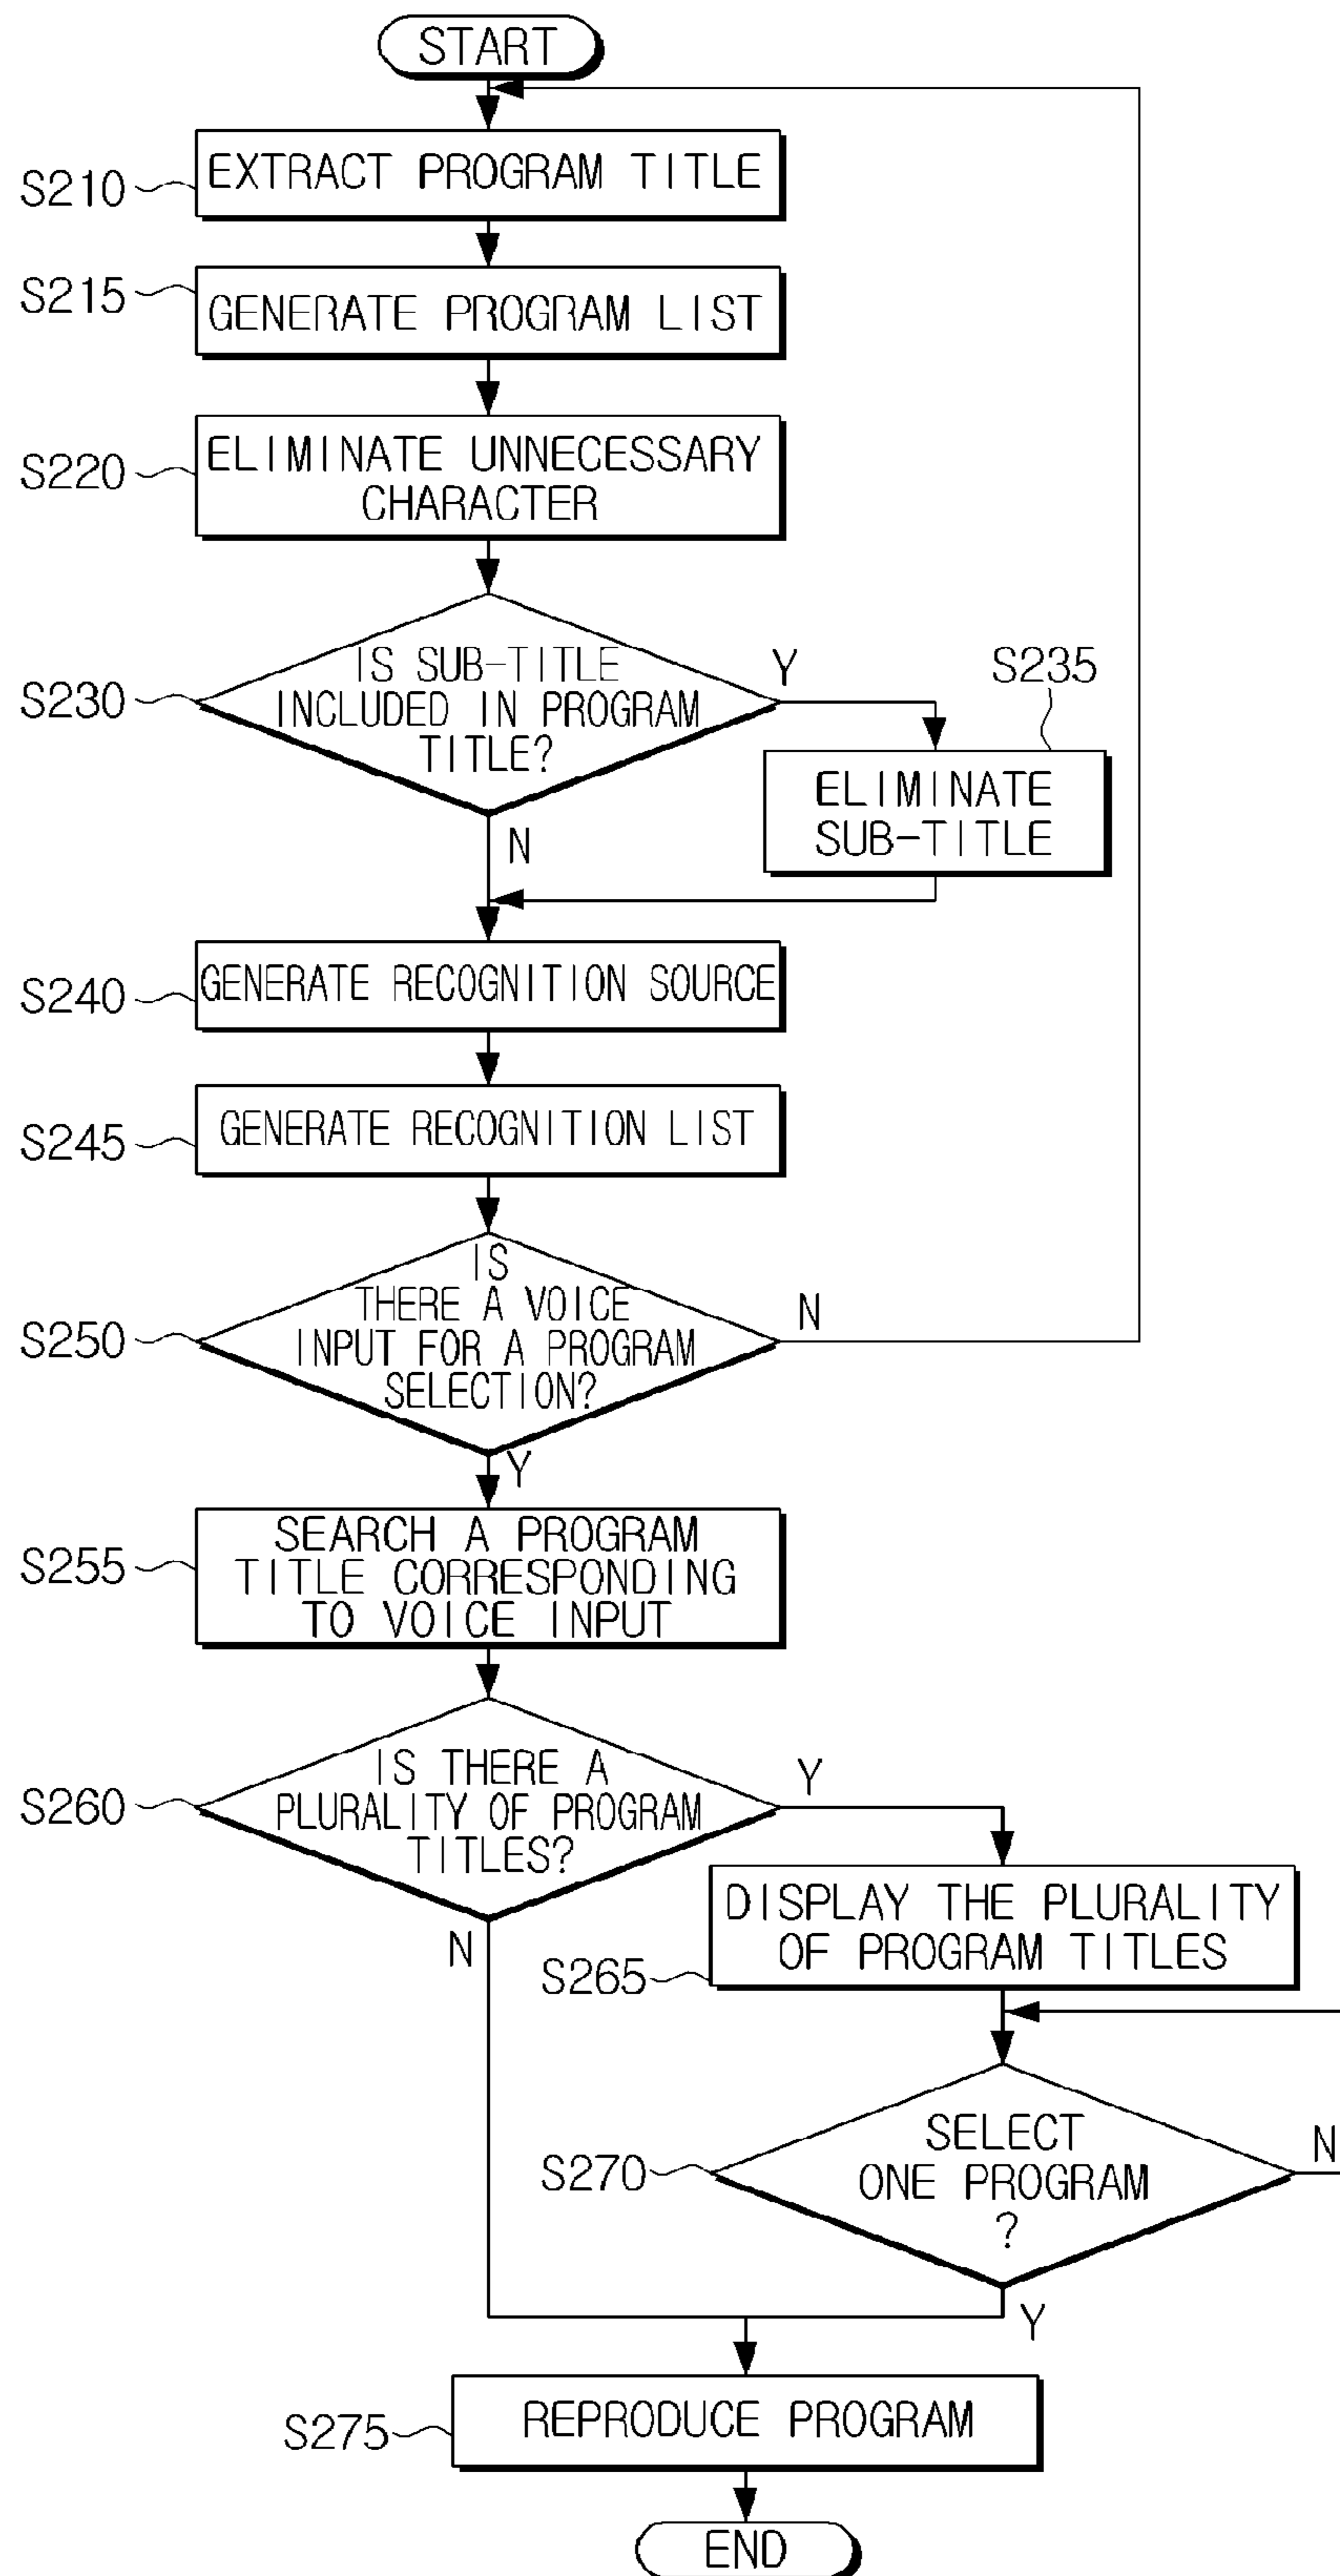 START
S210
EXTRACT PROGRAM TITLE
S215
GENERATE PROGRAM LIST
S220
ELIMINATE UNNECESSARY
CHARACTER
S230
IS SUB-TITLE
INCLUDED IN PROGRAM
TITLE?
Y
S235
ELIMINATE
SUB-TITLE
N
S240
GENERATE RECOGNITION SOURCE
S245
GENERATE RECOGNITION LIST
S250
IS
THERE A VOICE
INPUT FOR A PROGRAM
SELECTION?
N
Y
S255
SEARCH A PROGRAM
TITLE CORRESPONDING
TO VOICE INPUT
S260
IS THERE A
PLURALITY OF PROGRAM
TITLES?
Y
N
S265
DISPLAY THE PLURALITY
OF PROGRAM TITLES
S270
SELECT
ONE PROGRAM
?
N
Y
S275
REPRODUCE PROGRAM
END